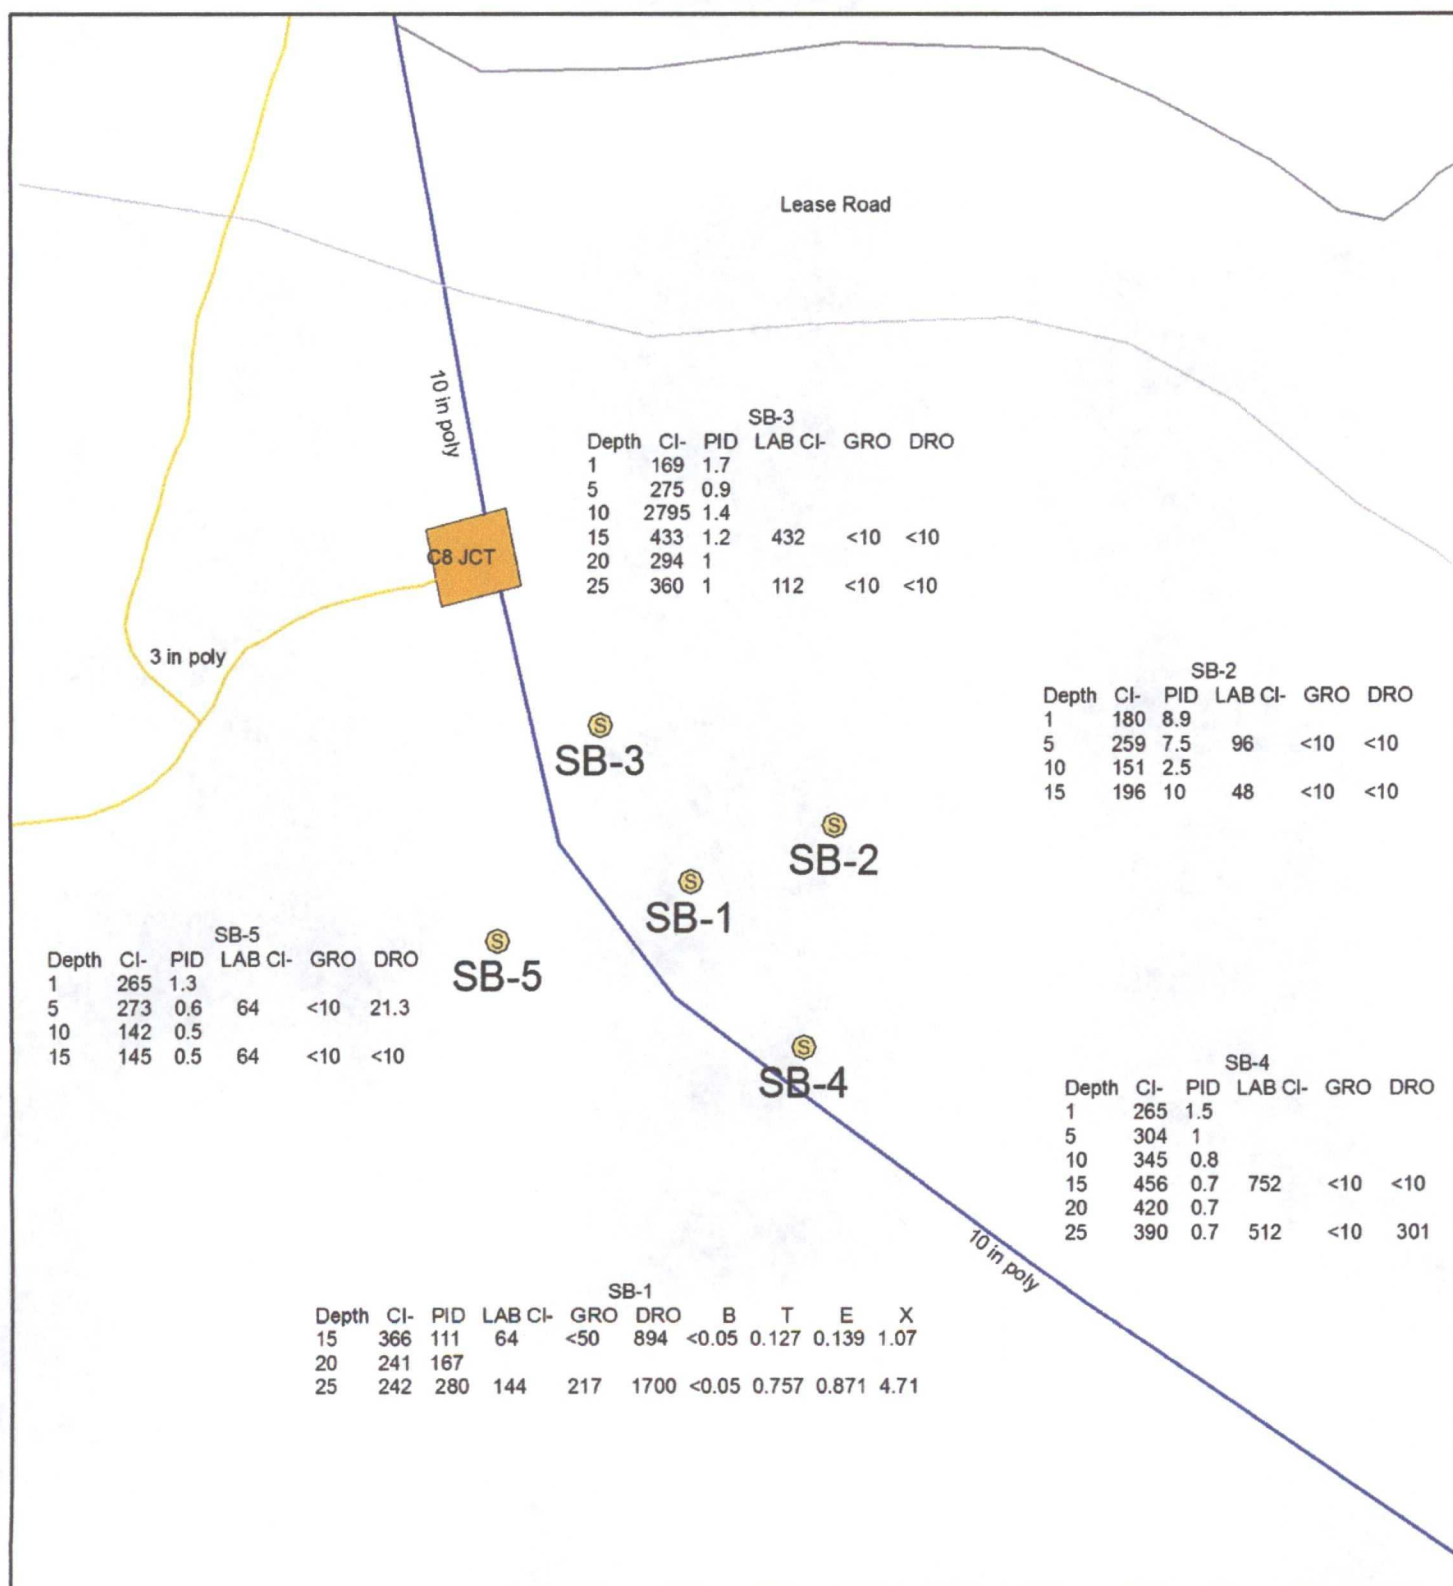 Lease Road
10 in poly
SB-3
Depth Cl- PID LAB Cl- GRO DRO
1 169 1.7
5 275 0.9
10 2795 1.4
15 433 1.2 432 <10 <10
20 294 1
25 360 1 112 <10 <10
C8 JCT
3 in poly
SB-2
Depth Cl- PID LAB Cl- GRO DRO
1 180 8.9
5 259 7.5 96 <10 <10
10 151 2.5
15 196 10 48 <10 <10
S
SB-3
S
SB-2
S
SB-1
SB-5
Depth Cl- PID LAB Cl- GRO DRO
1 265 1.3
5 273 0.6 64 <10 21.3
10 142 0.5
15 145 0.5 64 <10 <10
S
SB-5
S
SB-4
SB-4
Depth Cl- PID LAB Cl- GRO DRO
1 265 1.5
5 304 1
10 345 0.8
15 456 0.7 752 <10 <10
20 420 0.7
25 390 0.7 512 <10 301
10 in poly
SB-1
Depth Cl- PID LAB Cl- GRO DRO B T E X
15 366 111 64 <50 894 <0.05 0.127 0.139 1.07
20 241 167
25 242 280 144 217 1700 <0.05 0.757 0.871 4.71